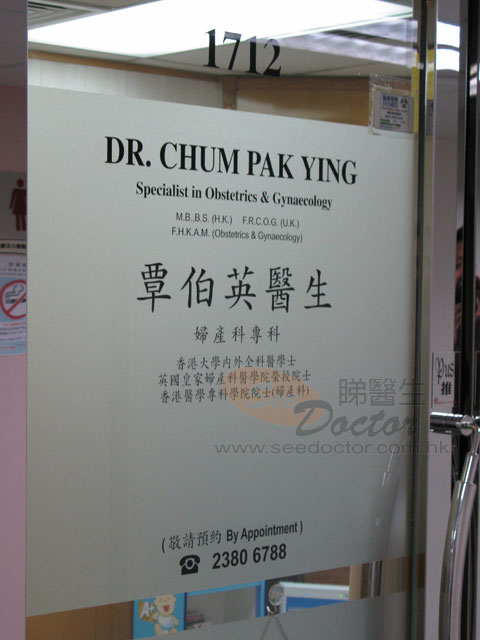 1712
DR. CHUM PAK YING
Specialist in Obstetrics & Gynaecology
M.B.,B.S. (H.K.) F.R.C.O.G. (U.K.)
F.H.K.A.M. (Obstetrics & Gynaecology)
覃伯英醫生
婦產科專科
香港大學內外全科醫學士
英國皇家婦產科醫學院榮授院士
香港醫學專科學院院士(婦產科)
睇醫生
Doctor
www.seedoctor.com.hk
推
(敬請預約 By Appointment)
☎ 2380 6788
A+